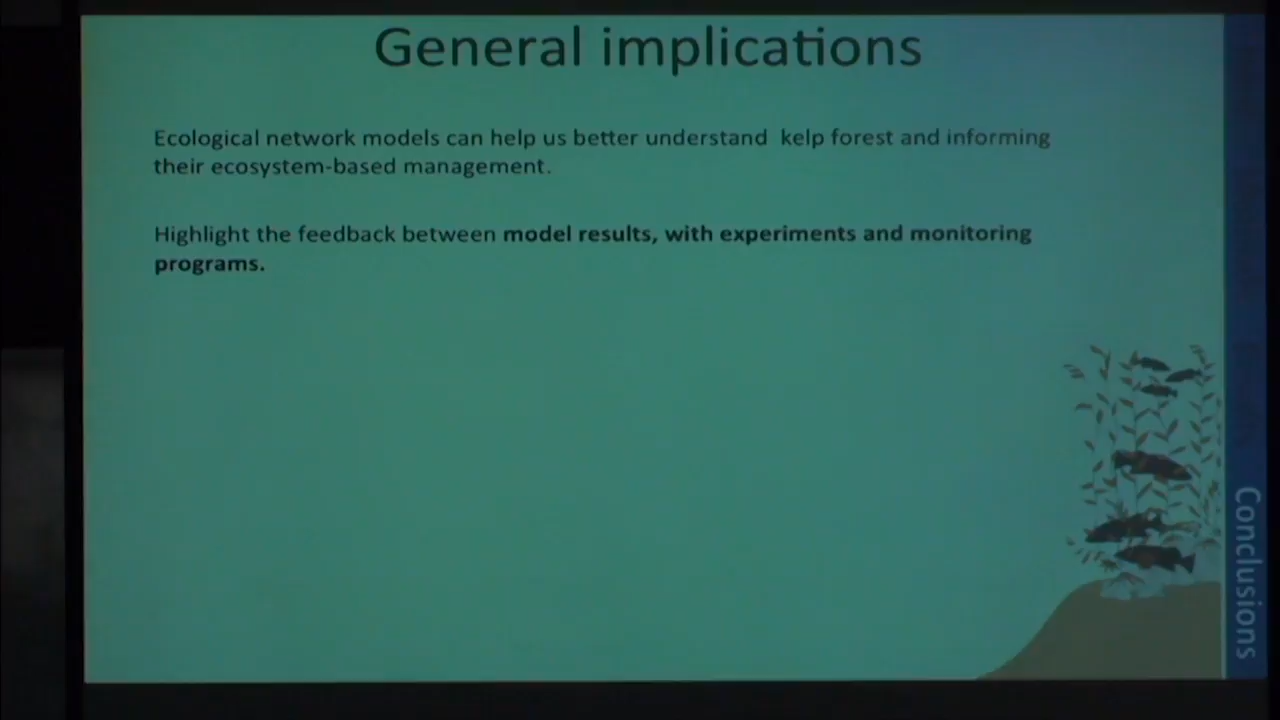 General implications
Ecological network models can help us better understand kelp forest and informing
their ecosystem-based management.
Highlight the feedback between model results, with experiments and monitoring
programs.
Conclusions